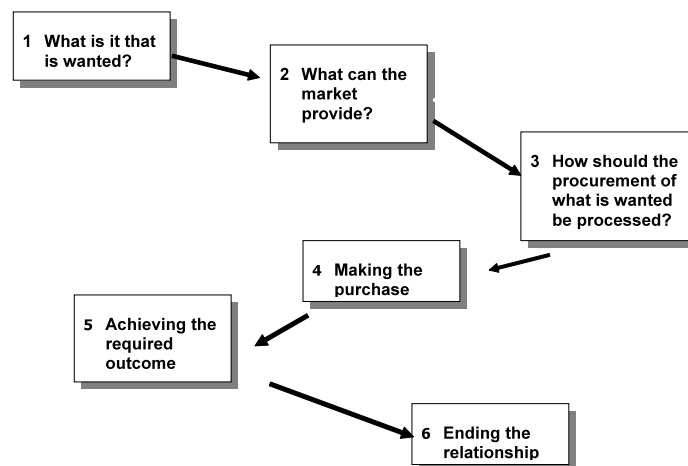 1 What is it that
is wanted?
2 What can the
market
provide?
3 How should the
procurement of
what is wanted
be processed?
4 Making the
purchase
5 Achieving the
required
outcome
6 Ending the
relationship